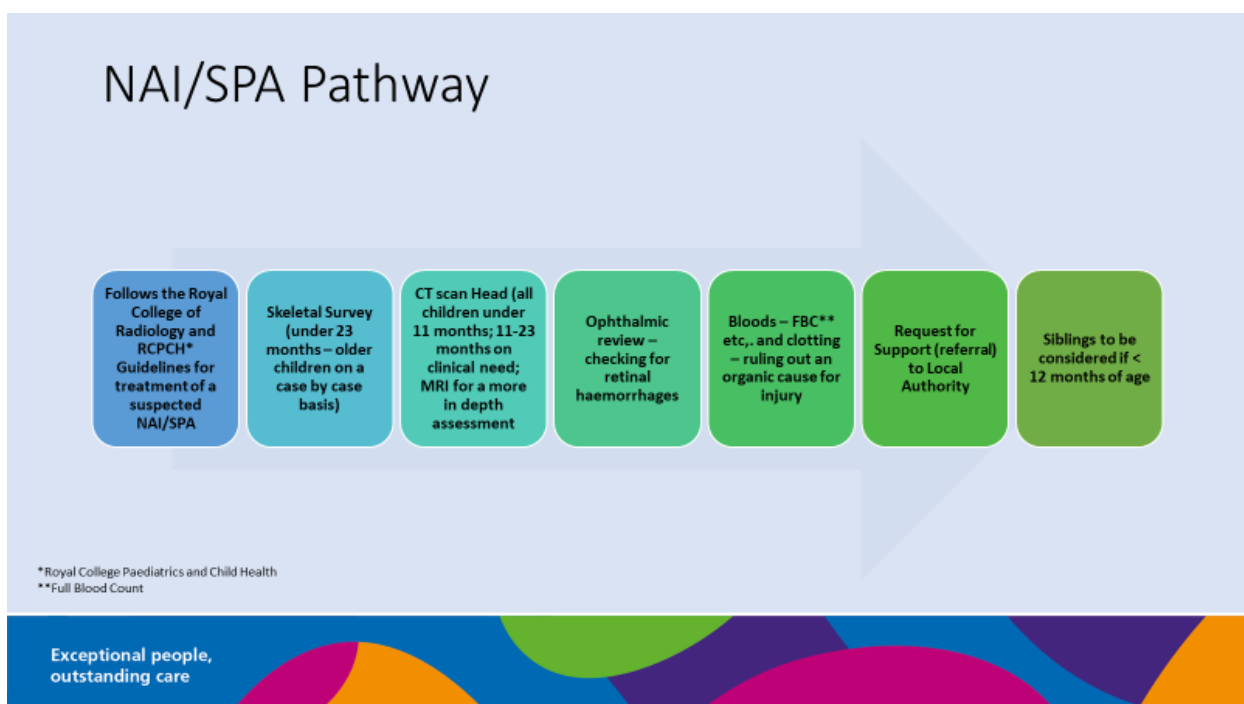 NAI/SPA Pathway
Follows the Royal
College of
Radiology and
RCPCH*
Guidelines for
treatment of a
suspected
NAI/SPA
Skeletal Survey
(under 23
months – older
children on a
case by case
basis)
CT scan Head (all
children under
11 months; 11-23
months on
clinical need;
MRI for a more
in depth
assessment
Ophthalmic
review –
checking for
retinal
haemorrhages
Bloods – FBC**
etc,. and clotting
– ruling out an
organic cause for
injury
Request for
Support (referral)
to Local
Authority
Siblings to be
considered if <
12 months of age
*Royal College Paediatrics and Child Health
**Full Blood Count
Exceptional people,
outstanding care